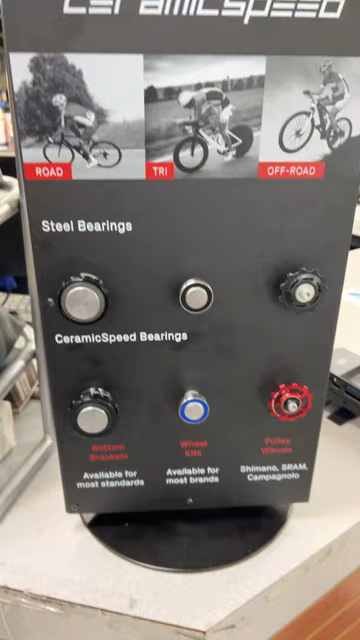 CERAMICSPEED
ROAD TRI OFF-ROAD
Steel Bearings
CeramicSpeed Bearings
Bottom Brackets
Wheel Kits
Pulley Wheels
Available for most standards
Available for most brands
Shimano, SRAM, Campagnolo